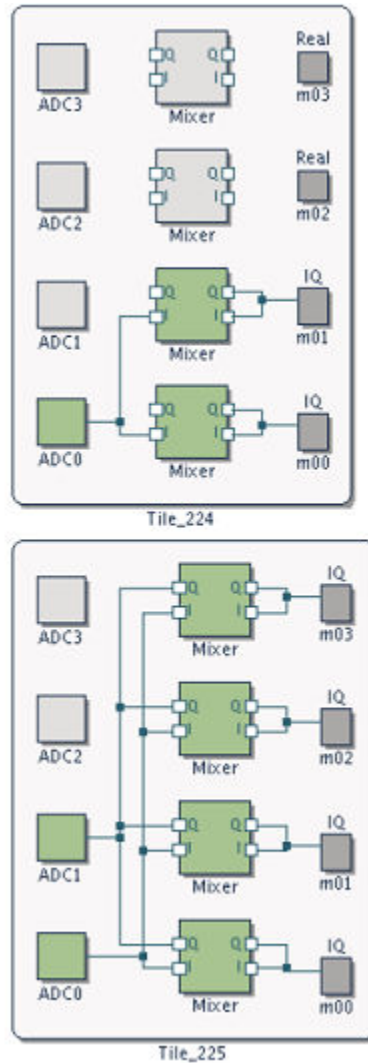 Real
Q Q
I I
ADC3 Mixer m03
Real
Q Q
I I
ADC2 Mixer m02
IQ
Q Q
I I
ADC1 Mixer m01
IQ
Q Q
I I
ADC0 Mixer m00
Tile_224
IQ
Q Q
I I
ADC3 Mixer m03
IQ
Q Q
I I
ADC2 Mixer m02
IQ
Q Q
I I
ADC1 Mixer m01
IQ
Q Q
I I
ADC0 Mixer m00
Tile_225